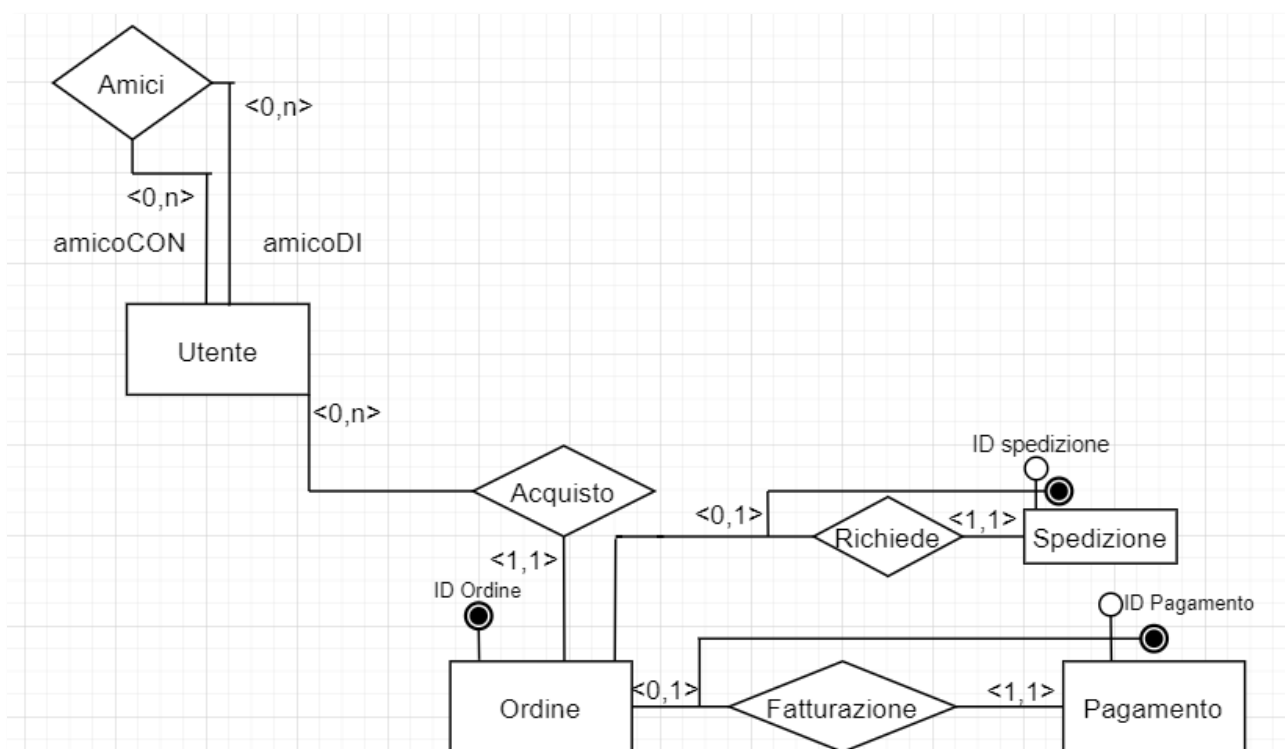 Amici
<0,n>
<0,n>
amicoCON
amicoDI
Utente
<0,n>
ID spedizione
Acquisto
<0,1>
Richiede
<1,1>
Spedizione
<1,1>
ID Ordine
ID Pagamento
Ordine
<0,1>
Fatturazione
<1,1>
Pagamento